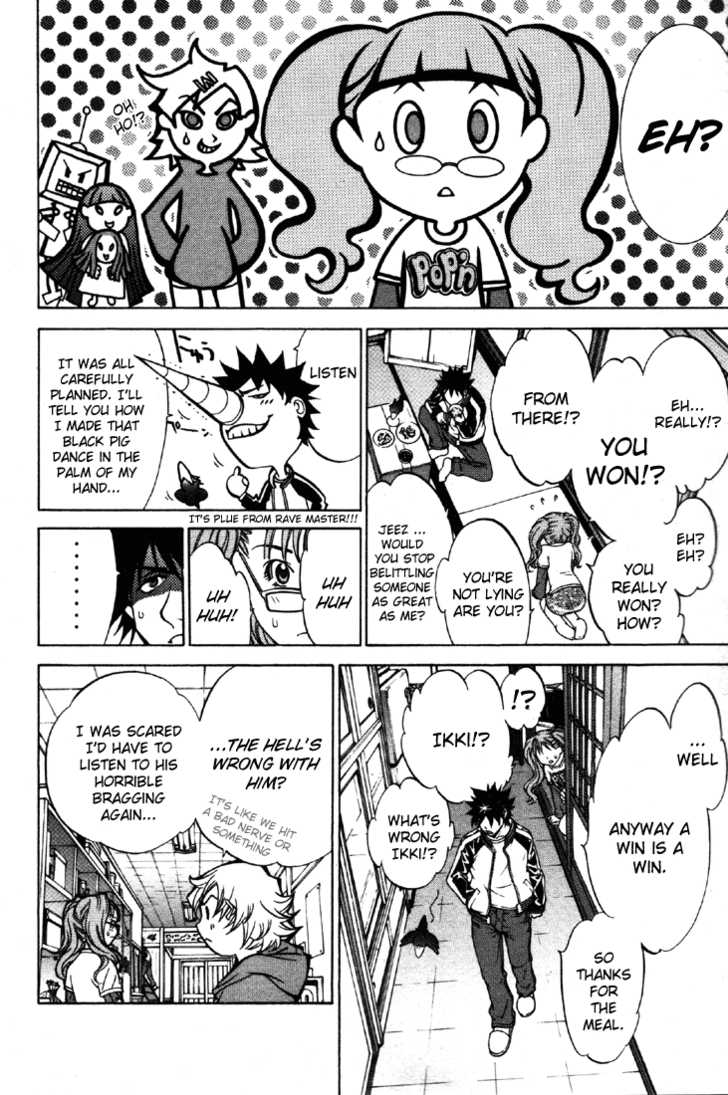 EH?
OH
HO!?
PoPin
EH...
REALLY!?
YOU
WON!?
FROM
THERE!?
EH?
EH?
YOU
REALLY
WON?
HOW?
YOU'RE
NOT LYING
ARE YOU?
JEEZ ...
WOULD
YOU STOP
BELITTLING
SOMEONE
AS GREAT
AS ME?
LISTEN
IT WAS ALL
CAREFULLY
PLANNED. I'LL
TELL YOU HOW
I MADE THAT
BLACK PIG
DANCE IN THE
PALM OF MY
HAND...
IT'S PLUE FROM RAVE MASTER!!!
UH
HUH
UH
HUH!
......
... WELL
ANYWAY A
WIN IS A
WIN.
SO
THANKS
FOR
THE
MEAL.
!?
IKKI!?
WHAT'S
WRONG
IKKI!?
...THE HELL'S
WRONG WITH
HIM?
IT'S LIKE WE HIT
A BAD NERVE OR
SOMETHING
I WAS SCARED
I'D HAVE TO
LISTEN TO HIS
HORRIBLE
BRAGGING
AGAIN...